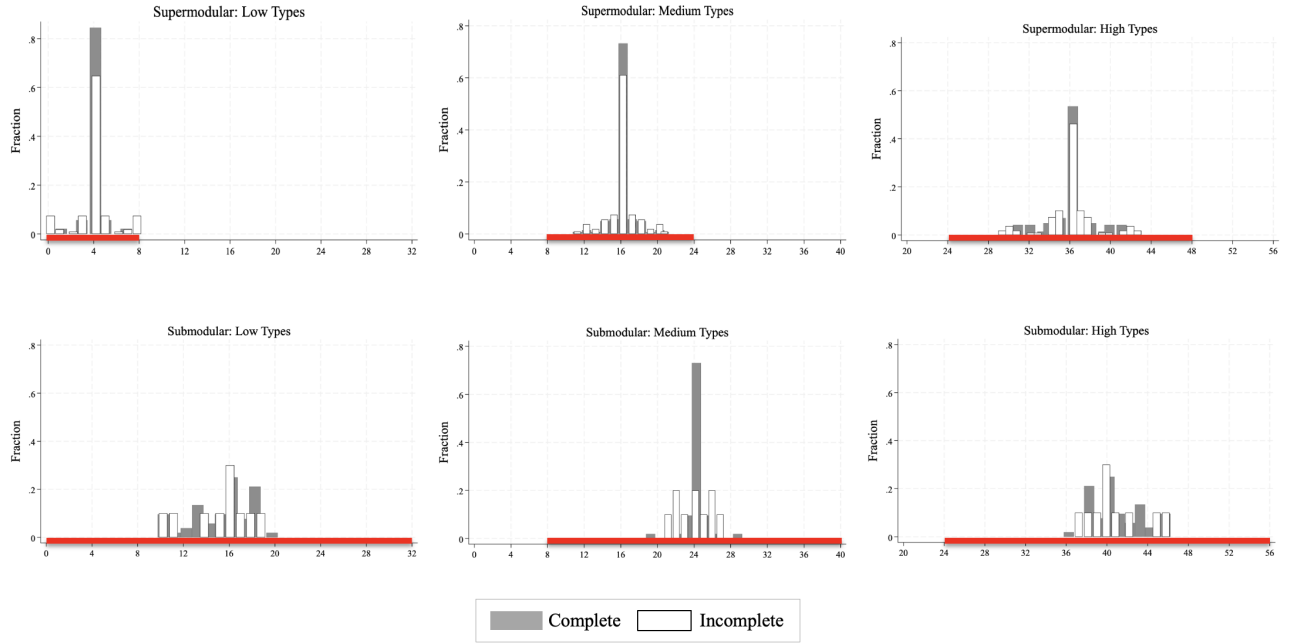 Supermodular: Low Types
Fraction
.8
.6
.4
.2
0
0 4 8 12 16 20 24 28 32
Supermodular: Medium Types
Fraction
.8
.6
.4
.2
0
0 4 8 12 16 20 24 28 32 36 40
Supermodular: High Types
Fraction
.8
.6
.4
.2
0
20 24 28 32 36 40 44 48 52 56
Submodular: Low Types
Fraction
.8
.6
.4
.2
0
0 4 8 12 16 20 24 28 32
Submodular: Medium Types
Fraction
.8
.6
.4
.2
0
0 4 8 12 16 20 24 28 32 36 40
Submodular: High Types
Fraction
.8
.6
.4
.2
0
20 24 28 32 36 40 44 48 52 56
Complete Incomplete